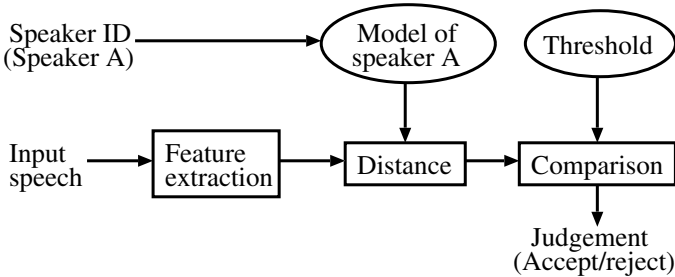 Speaker ID
(Speaker A)
Model of
speaker A
Threshold
Input
speech
Feature
extraction
Distance
Comparison
Judgement
(Accept/reject)